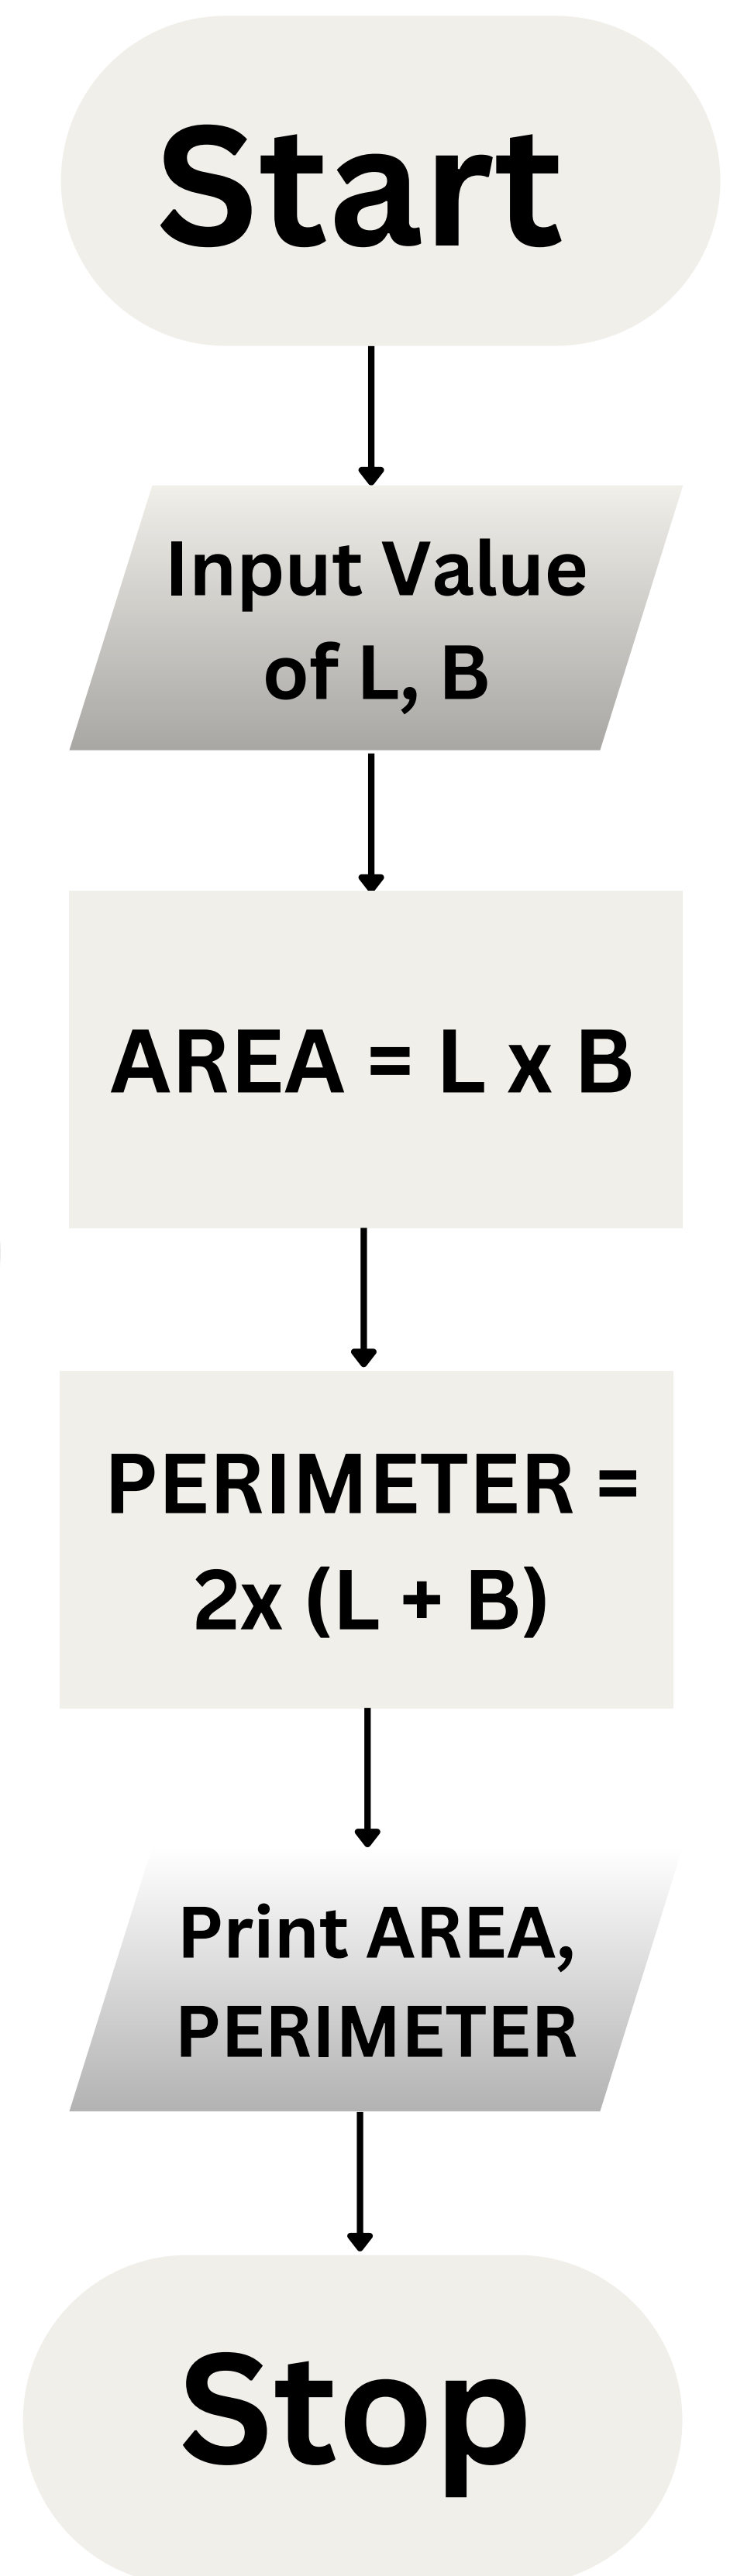 Start
Input Value
of L, B
AREA = L x B
PERIMETER =
2x (L + B)
Print AREA,
PERIMETER
Stop